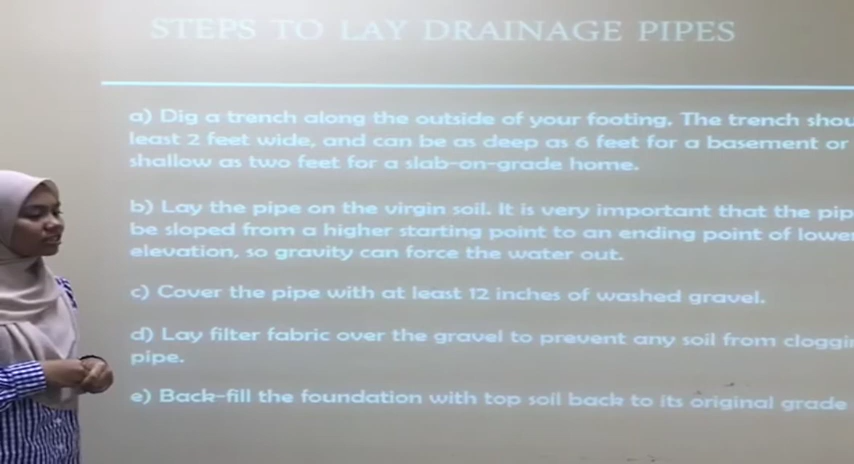 STEPS TO LAY DRAINAGE PIPES
a) Dig a trench along the outside of your footing. The trench
least 2 feet wide, and can be as deep as 6 feet for a basement or
shallow as two feet for a slab-on-grade home.
b) Lay the pipe on the virgin soil. It is very important that the
be sloped from a higher starting point to an ending point of
elevation, so gravity can force the water out.
c) Cover the pipe with at least 12 inches of washed gravel.
d) Lay filter fabric over the gravel to prevent any soil from
pipe.
e) Back-fill the foundation with top soil back to its original grade